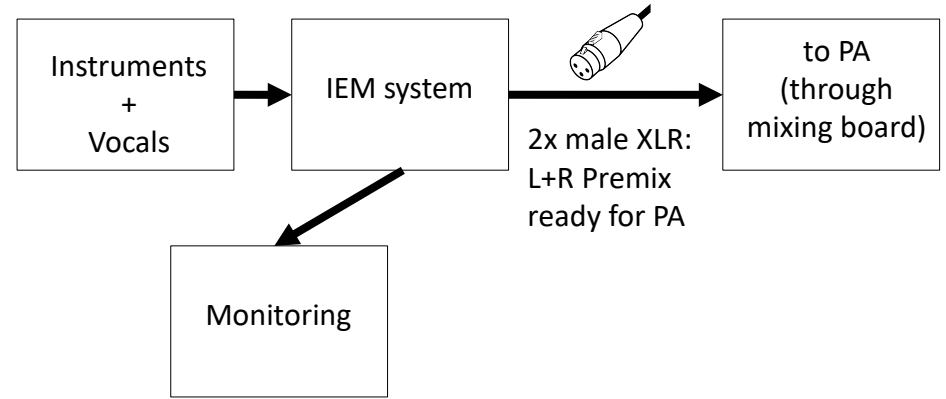 Instruments
+
Vocals
IEM system
2x male XLR:
L+R Premix
ready for PA
to PA
(through
mixing board)
Monitoring